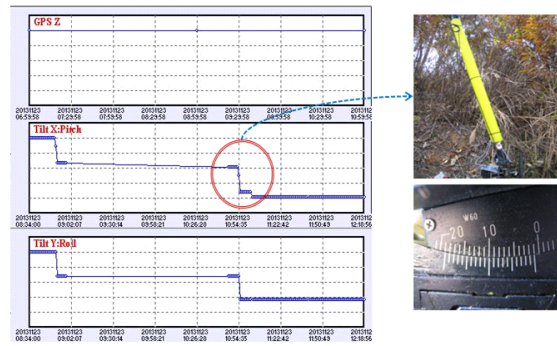 GPS Z
20131123 20131123 20131123 20131123 20131123 20131123 20131123 20131123 2013112
06:59:58 07:29:58 07:59:58 08:29:58 08:59:58 09:29:58 09:59:58 10:29:58 10:59:58
Tilt X:Pitch
20131123 20131123 20131123 20131123 20131123 20131123 20131123 20131123 2013112
08:34:00 09:02:07 09:30:14 09:58:21 10:26:28 10:54:35 11:22:42 11:50:49 12:18:56
Tilt Y:Roll
20131123 20131123 20131123 20131123 20131123 20131123 20131123 20131123 2013112
08:34:00 09:02:07 09:30:14 09:58:21 10:26:28 10:54:35 11:22:42 11:50:49 12:18:56
W60
20 10 0